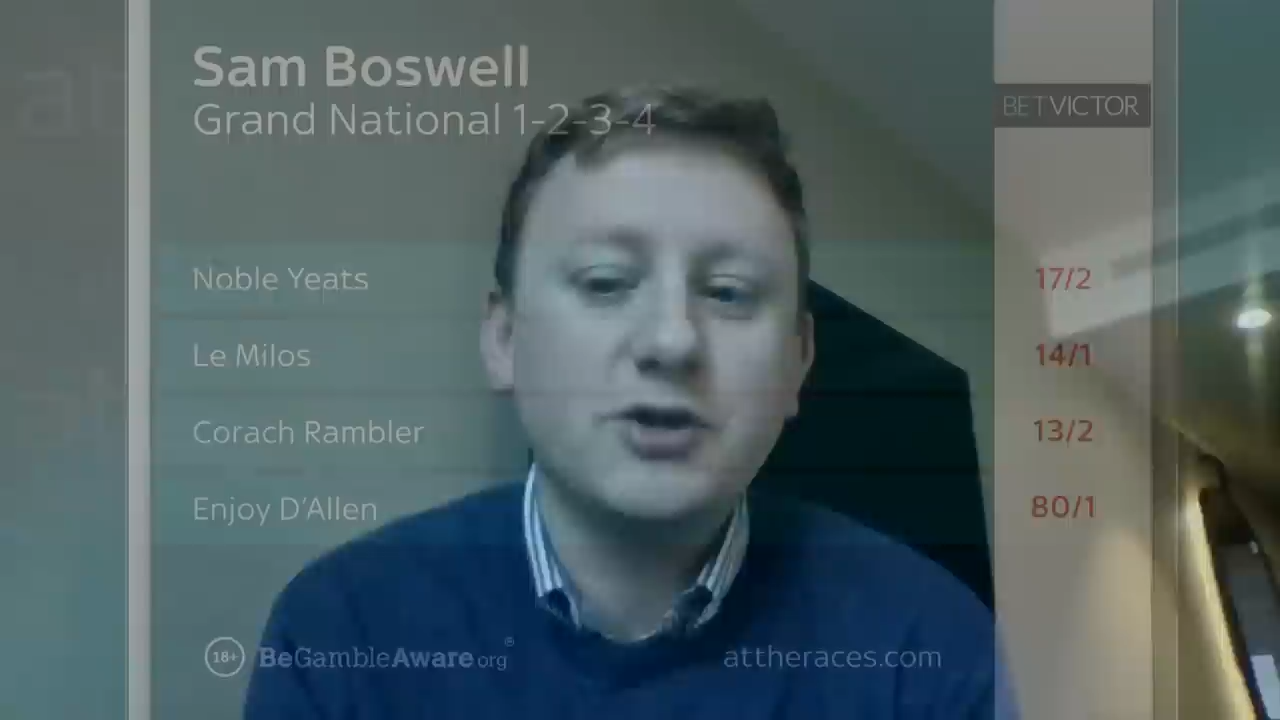 Sam Boswell
Grand National 1-2-3-4
BETVICTOR
Noble Yeats 17/2
Le Milos 14/1
Corach Rambler 13/2
Enjoy D'Allen 80/1
18+ BeGambleAware.org®
attheraces.com